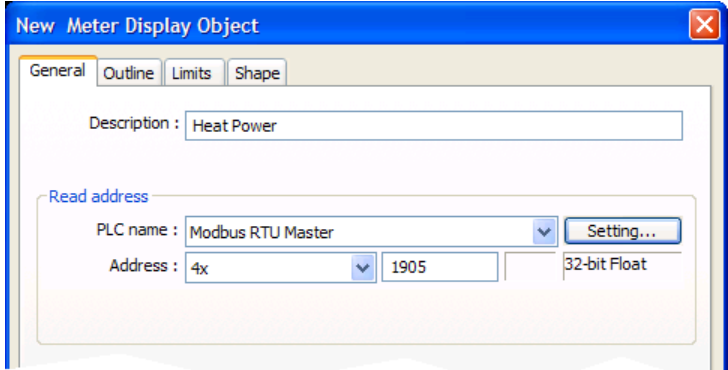 New Meter Display Object
General Outline Limits Shape
Description : Heat Power
Read address
PLC name : Modbus RTU Master Setting...
Address : 4x 1905 32-bit Float